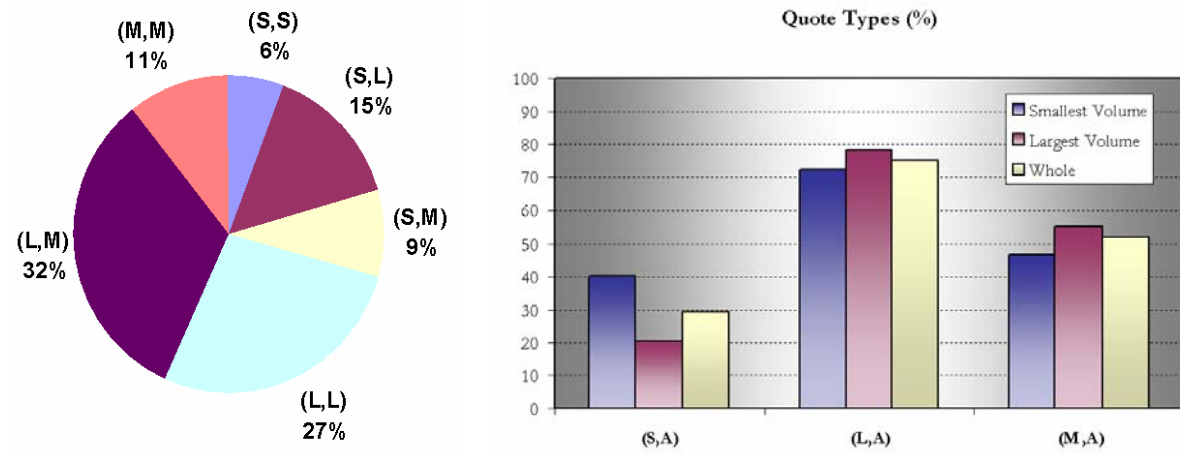 (M,M)
11%
(S,S)
6%
(S,L)
15%
(S,M)
9%
(L,M)
32%
(L,L)
27%
Quote Types (%)
100
90
80
70
60
50
40
30
20
10
0
Smallest Volume
Largest Volume
Whole
(S,A)
(L,A)
(M,A)